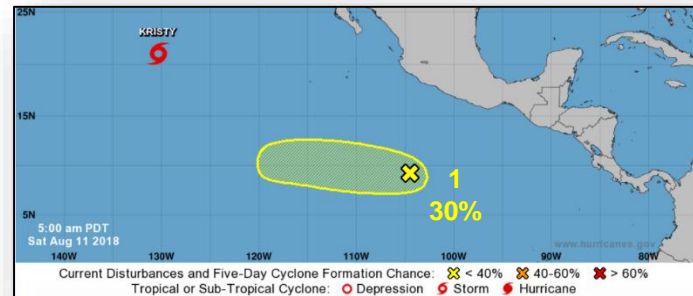 25N
KRISTY
15N
1
30%
5N
5:00 am PDT
Sat Aug 11 2018
www.hurricanes.gov
140W 130W 120W 110W 100W 90W 80W
Current Disturbances and Five-Day Cyclone Formation Chance: < 40% 40-60% > 60%
Tropical or Sub-Tropical Cyclone: Depression Storm Hurricane